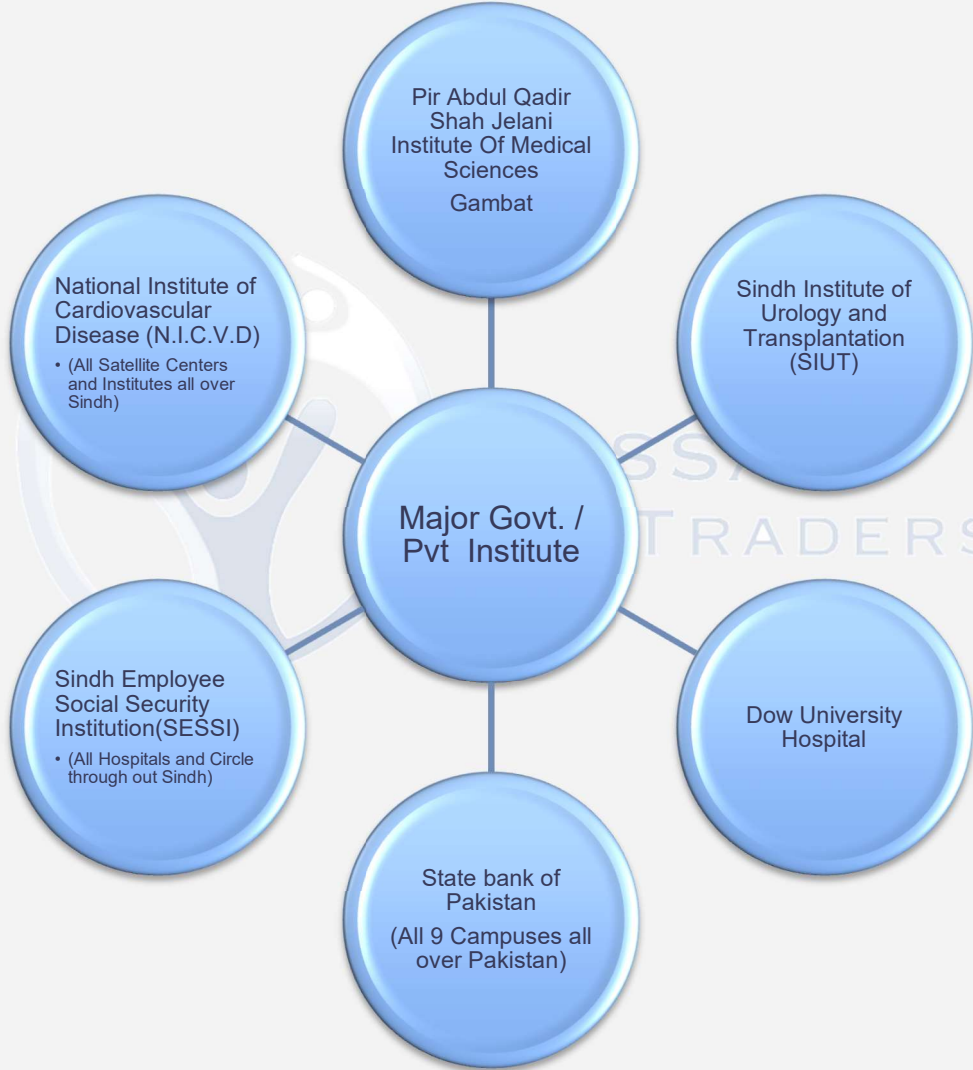 Pir Abdul Qadir
Shah Jelani
Institute Of Medical
Sciences
Gambat
National Institute of
Cardiovascular
Disease (N.I.C.V.D)
• (All Satellite Centers
and Institutes all over
Sindh)
Sindh Institute of
Urology and
Transplantation
(SIUT)
Major Govt. /
Pvt Institute
TRADERS
Sindh Employee
Social Security
Institution(SESSI)
• (All Hospitals and Circle
through out Sindh)
Dow University
Hospital
State bank of
Pakistan
(All 9 Campuses all
over Pakistan)